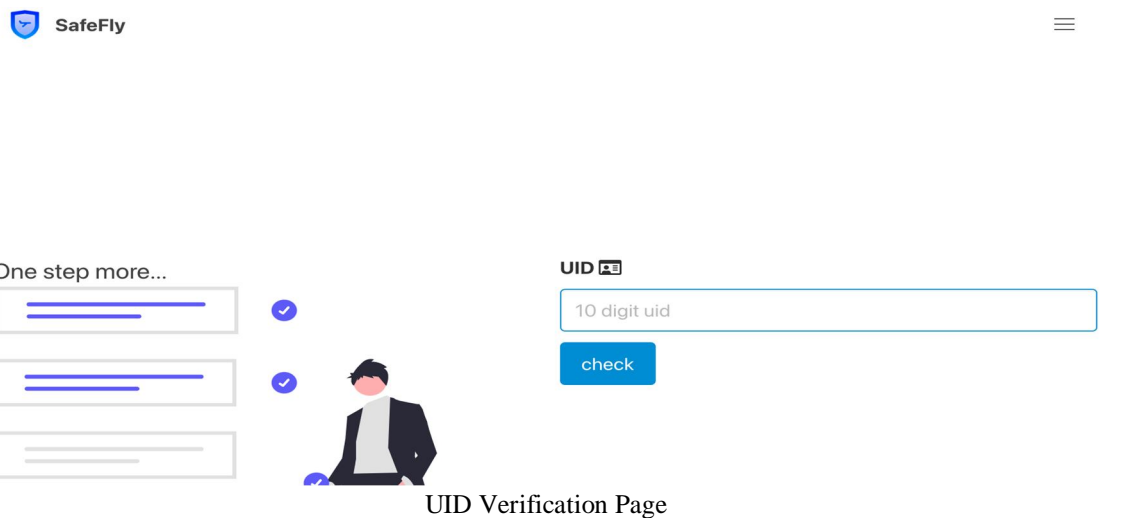 SafeFly
One step more...
UID
10 digit uid
check
UID Verification Page